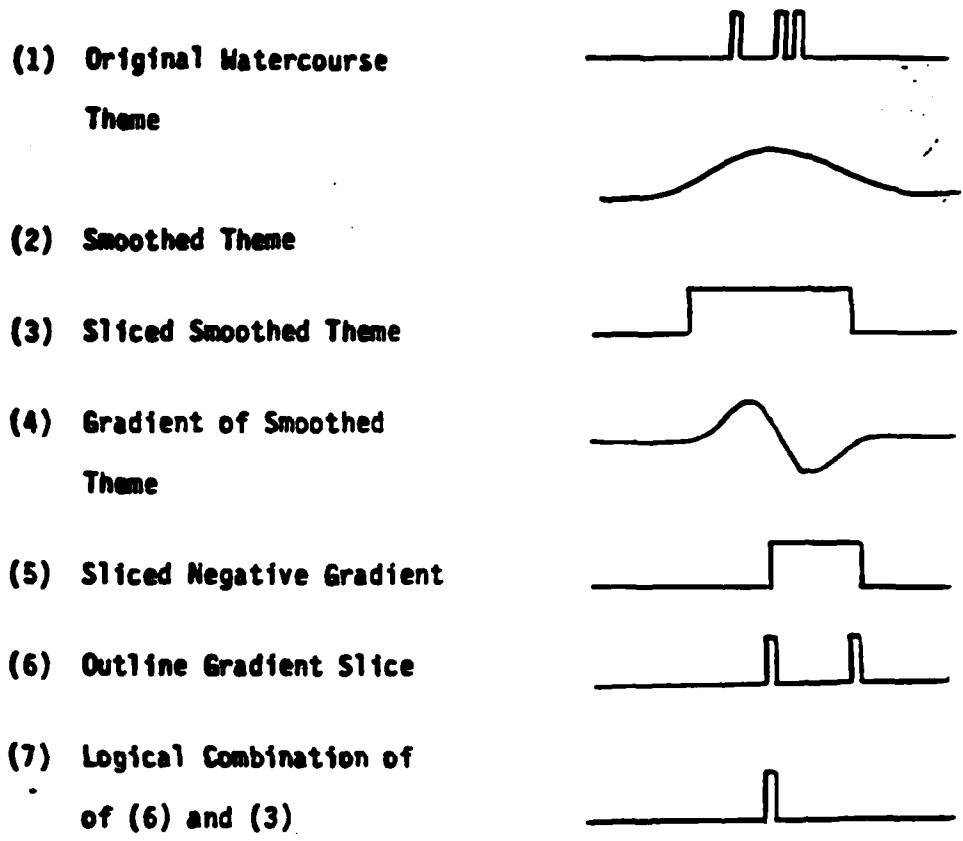 (1) Original Watercourse
Theme
(2) Smoothed Theme
(3) Sliced Smoothed Theme
(4) Gradient of Smoothed
Theme
(5) Sliced Negative Gradient
(6) Outline Gradient Slice
(7) Logical Combination of
of (6) and (3)